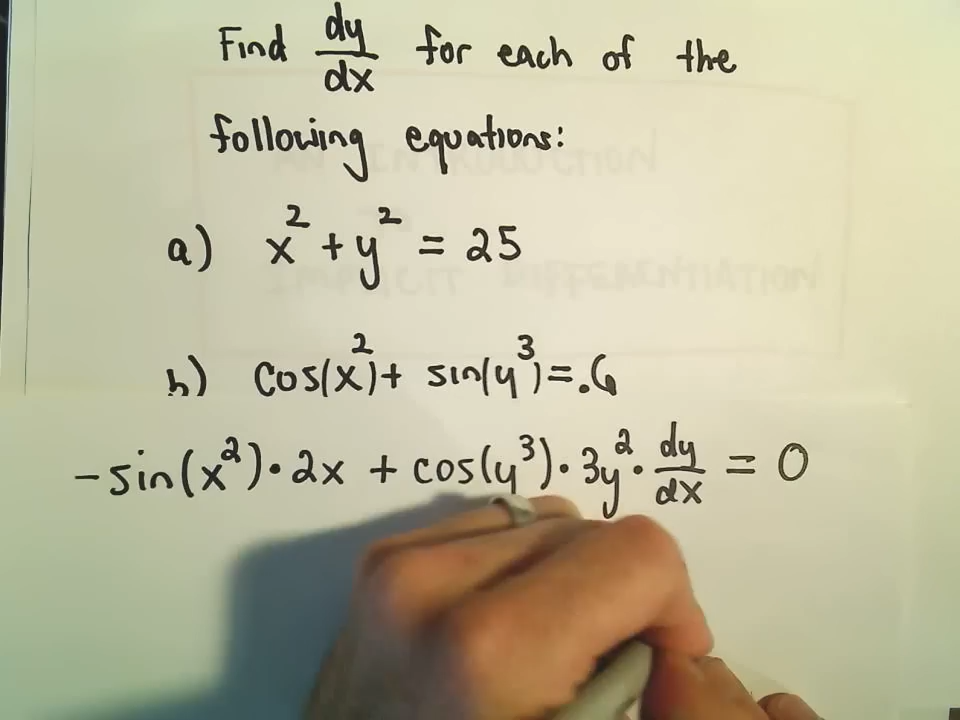 Find dy/dx for each of the
following equations:
a) x² + y² = 25
b) cos(x²) + sin(y³) = .6
-sin(x²)·2x + cos(y³)·3y²·dy/dx = 0